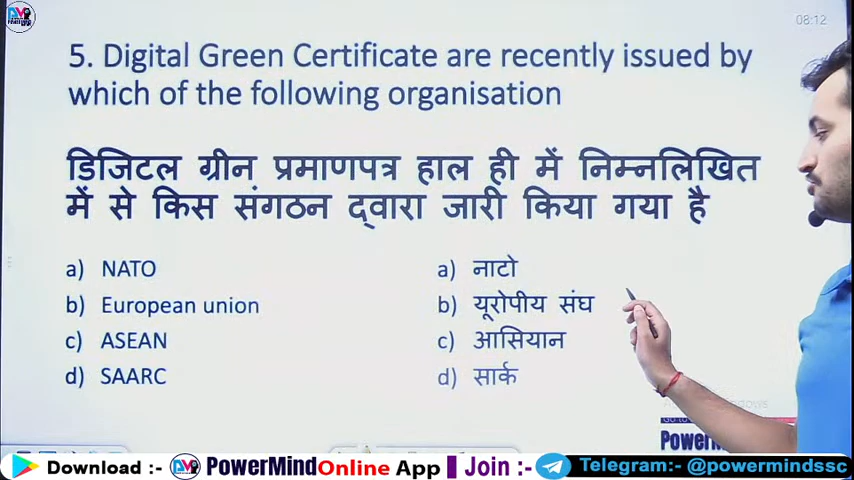 08:12
5. Digital Green Certificate are recently issued by
which of the following organisation
डिजिटल ग्रीन प्रमाणपत्र हाल ही में निम्नलिखित
में से किस संगठन द्वारा जारी किया गया है
a) NATO
b) European union
c) ASEAN
d) SAARC
a) नाटो
b) यूरोपीय संघ
c) आसियान
d) सार्क
Download :- PowerMindOnline App Join :- Telegram:- @powermindssc